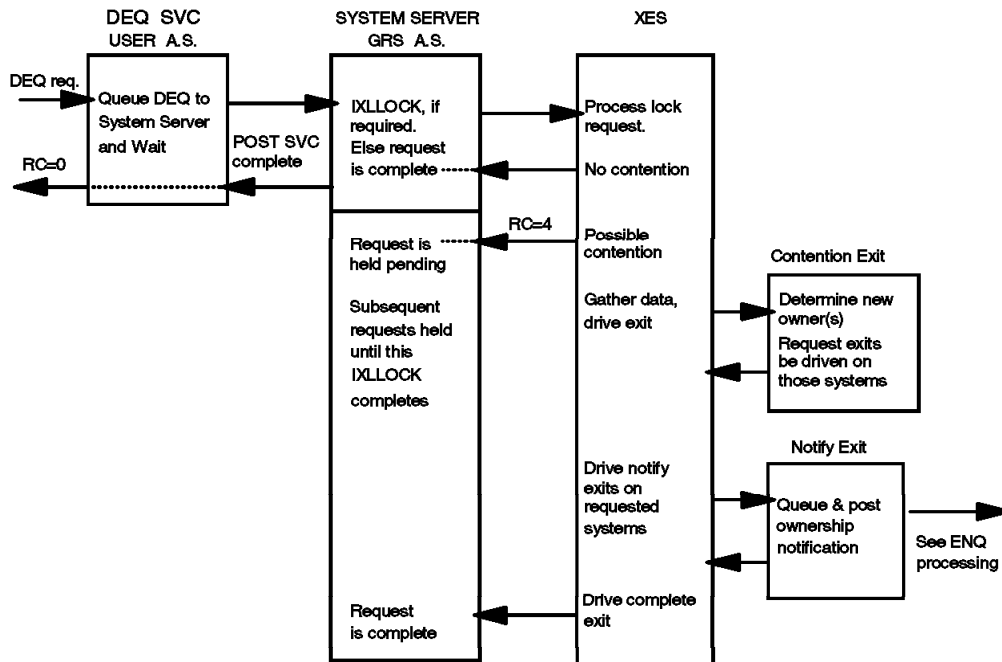 DEQ SVC
USER A.S.
SYSTEM SERVER
GRS A.S.
XES
DEQ req.
Queue DEQ to
System Server
and Wait
RC=0
POST SVC
complete
IXLLOCK, if
required.
Else request
is complete
Process lock
request.
No contention
RC=4
Request is
held pending
Possible
contention
Subsequent
requests held
until this
IXLLOCK
completes
Gather data,
drive exit
Contention Exit
Determine new
owner(s)
Request exits
be driven on
those systems
Drive notify
exits on
requested
systems
Notify Exit
Queue & post
ownership
notification
See ENQ
processing
Request
is complete
Drive complete
exit